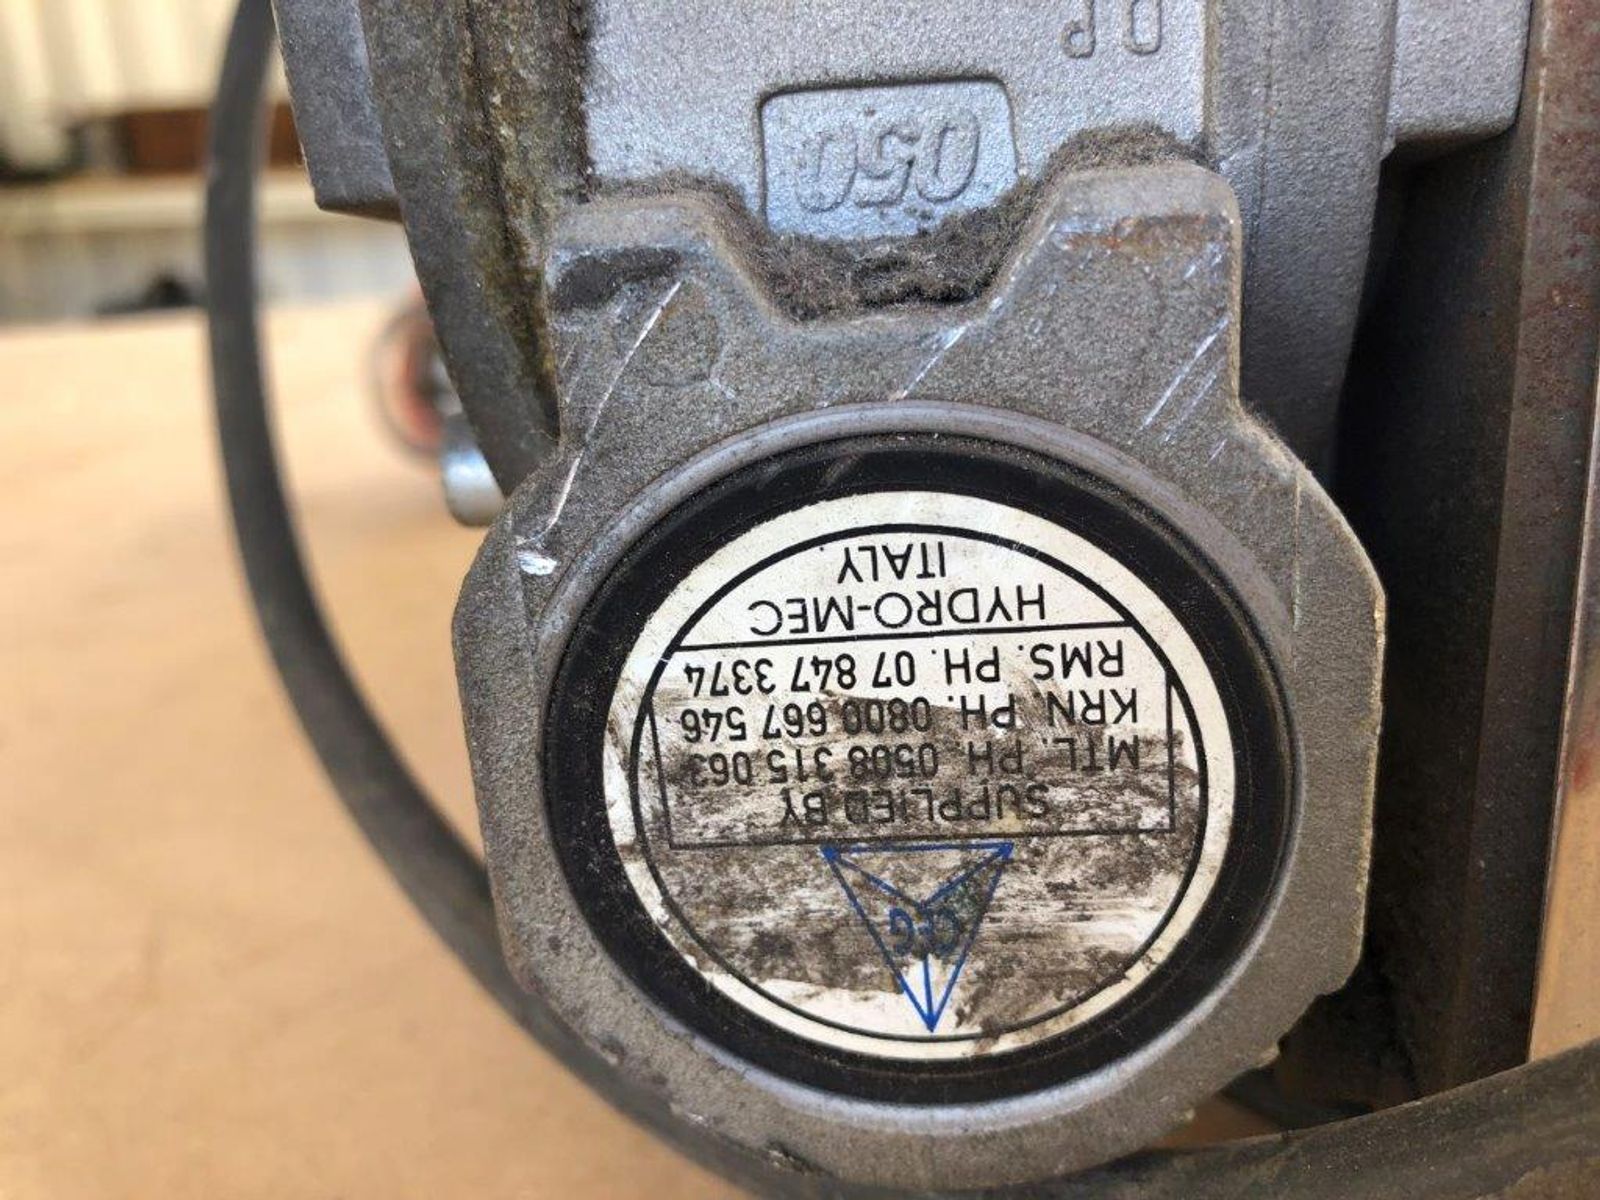 CFG
SUPPLIED BY
MTL. PH. 0508 315 063
KRN. PH. 0800 667 546
RMS. PH. 07 847 3374
HYDRO-MEC
ITALY.
050